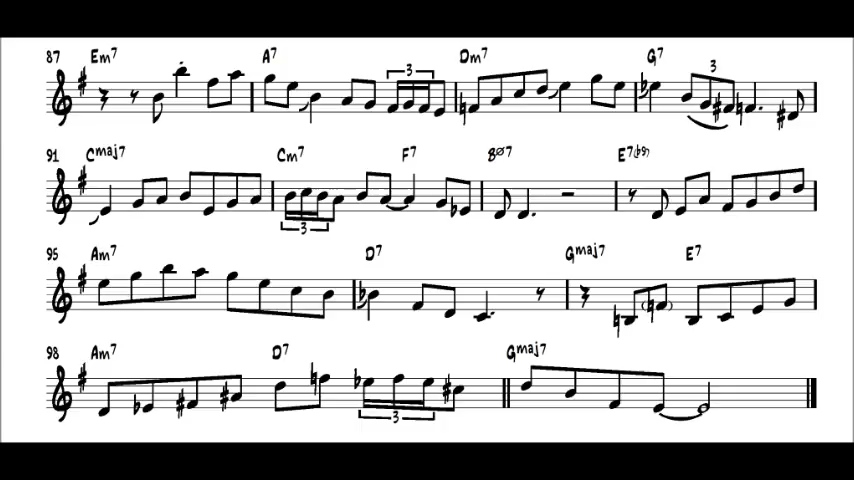 87 Em7 A7 Dm7 G7
3 3
91 Cmaj7 Cm7 F7 Bø7 E7(b9)
3
95 Am7 D7 Gmaj7 E7
98 Am7 D7 Gmaj7
3